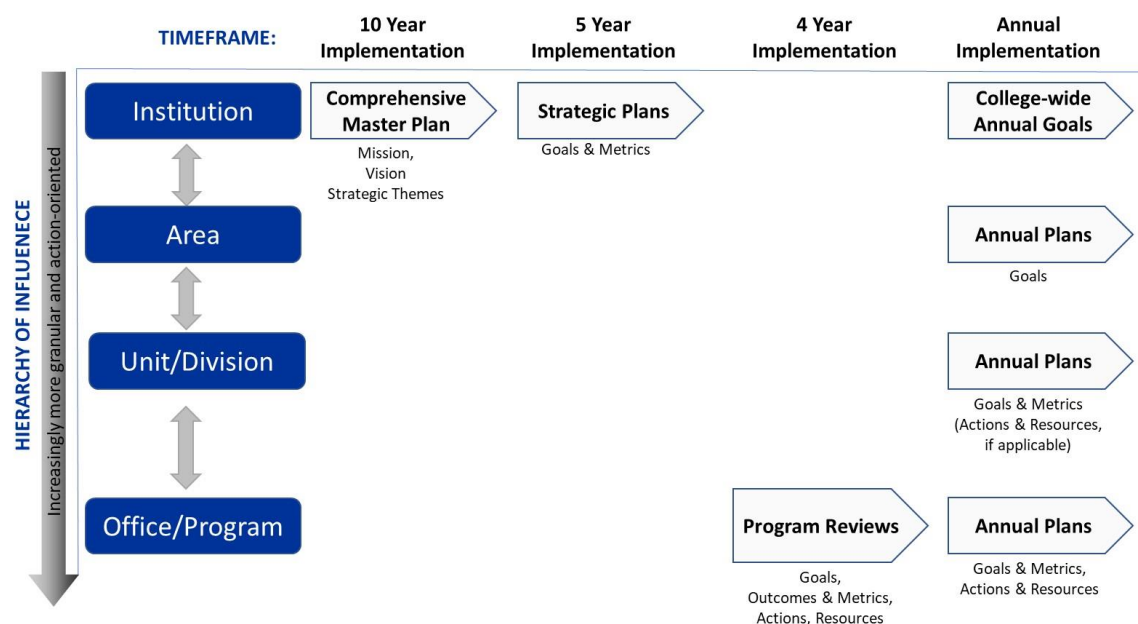 TIMEFRAME:
10 Year
Implementation
5 Year
Implementation
4 Year
Implementation
Annual
Implementation
HIERARCHY OF INFLUENECE
Increasingly more granular and action-oriented
Institution
Comprehensive
Master Plan
Mission,
Vision
Strategic Themes
Strategic Plans
Goals & Metrics
College-wide
Annual Goals
Area
Annual Plans
Goals
Unit/Division
Annual Plans
Goals & Metrics
(Actions & Resources,
if applicable)
Office/Program
Program Reviews
Goals,
Outcomes & Metrics,
Actions, Resources
Annual Plans
Goals & Metrics,
Actions & Resources